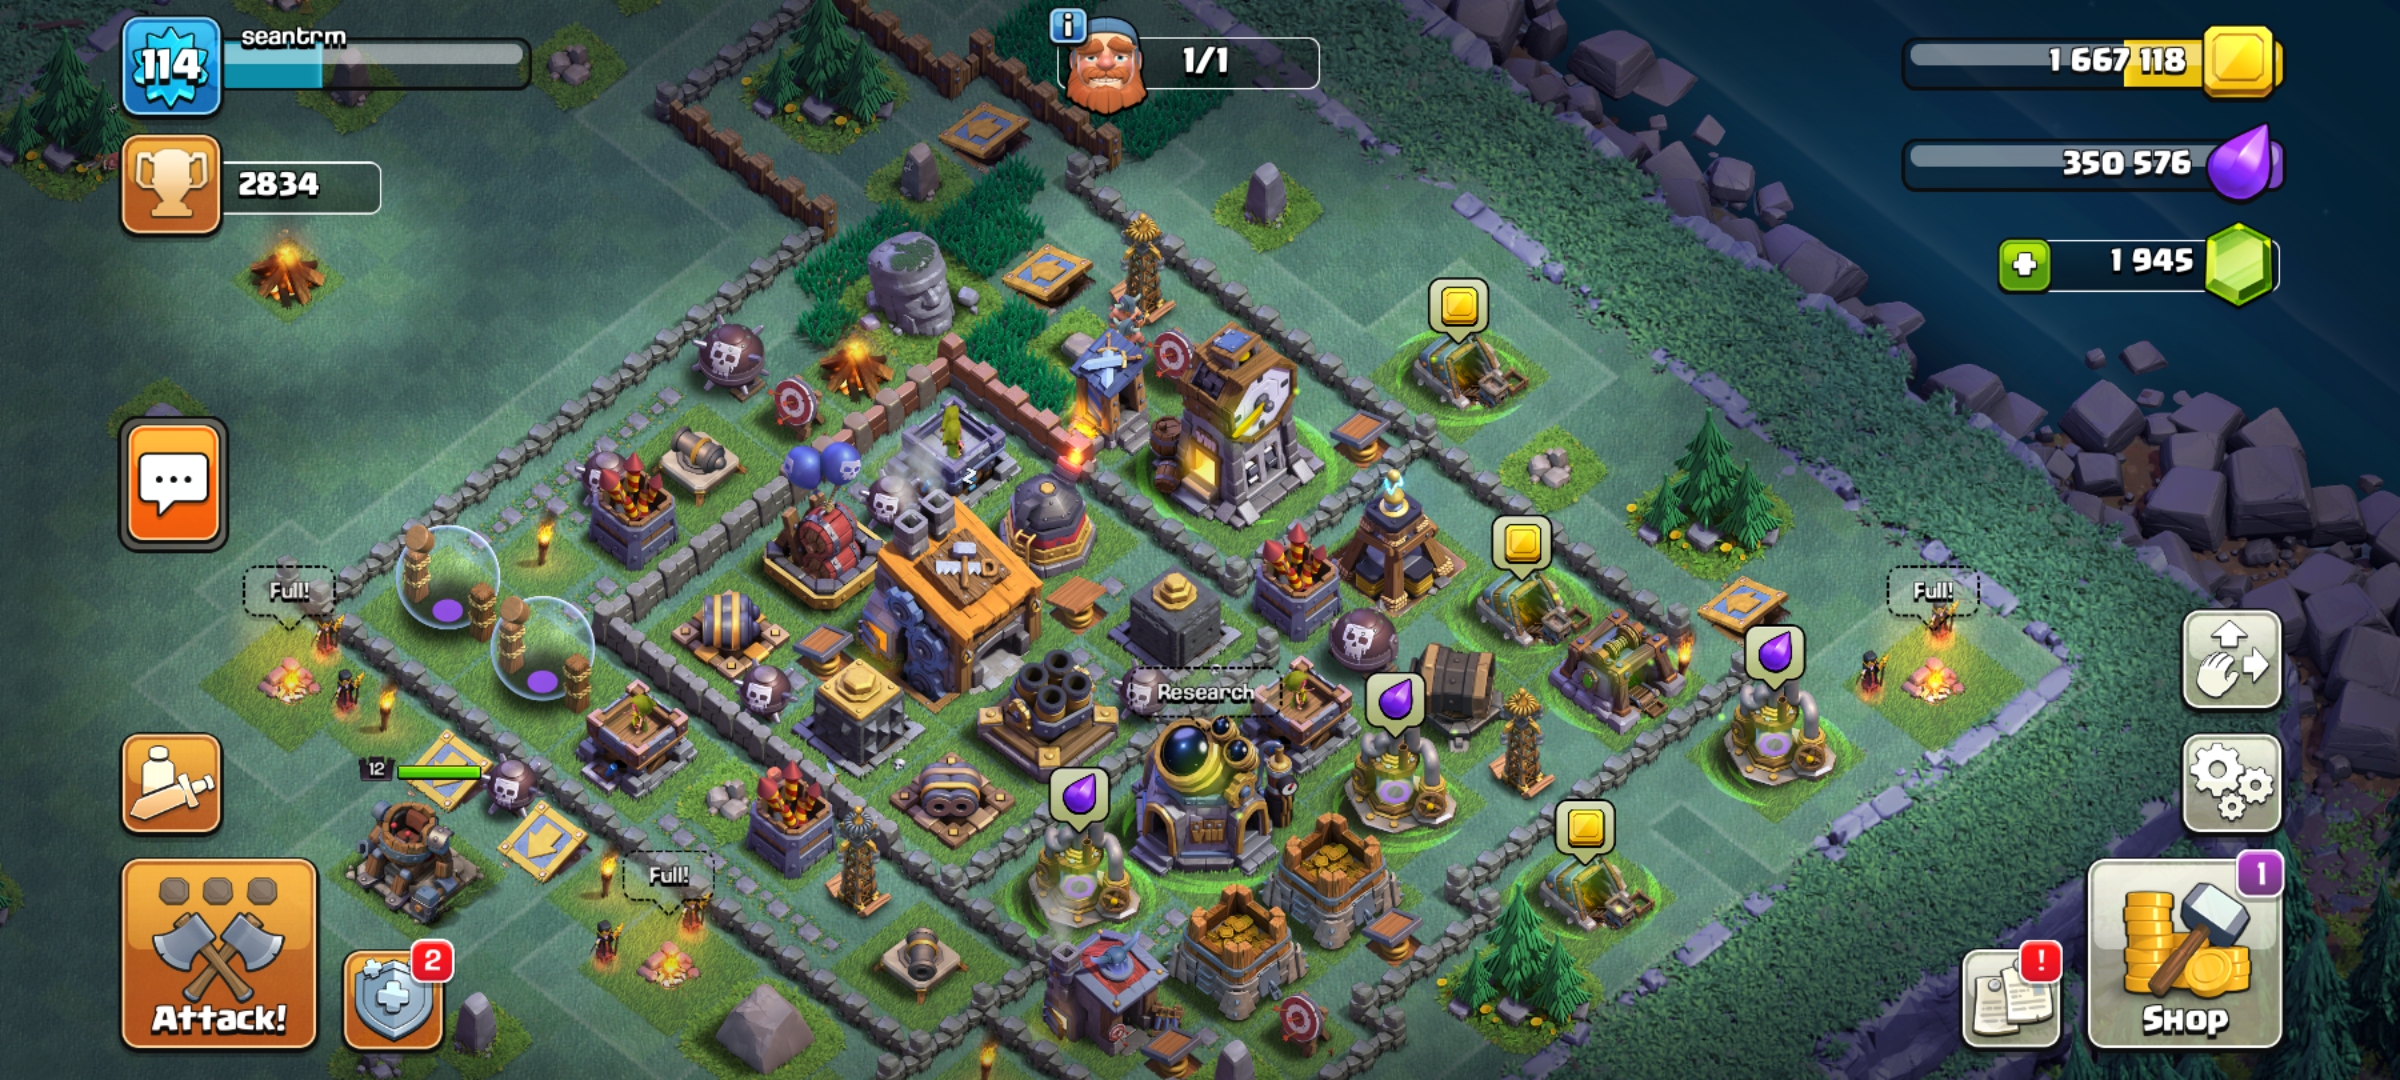 114
seantrm
1/1
1 667 118
2834
350 576
1 945
Full!
Full!
Research
12
Full!
VIII
VIII
1
2
!
Attack!
Shop